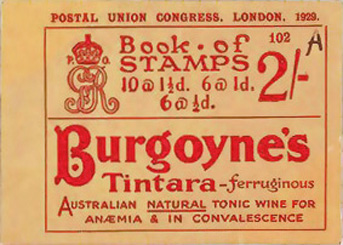 POSTAL UNION CONGRESS, LONDON, 1929.
102 A
P. O.
GR
Book of
STAMPS 2/-
10@1½d. 6@1d.
6@½d.
Burgoyne's
Tintara-ferruginous
AUSTRALIAN NATURAL TONIC WINE FOR
ANÆMIA & IN CONVALESCENCE